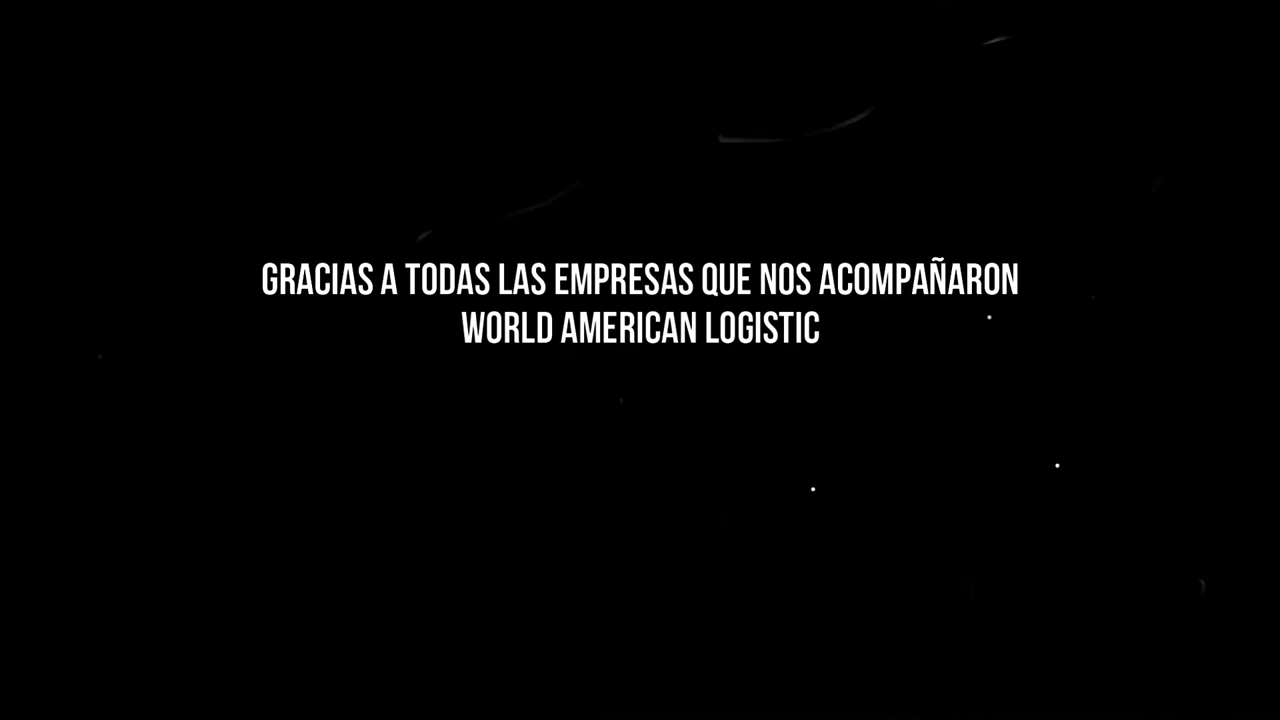 GRACIAS A TODAS LAS EMPRESAS QUE NOS ACOMPAÑARON
WORLD AMERICAN LOGISTIC